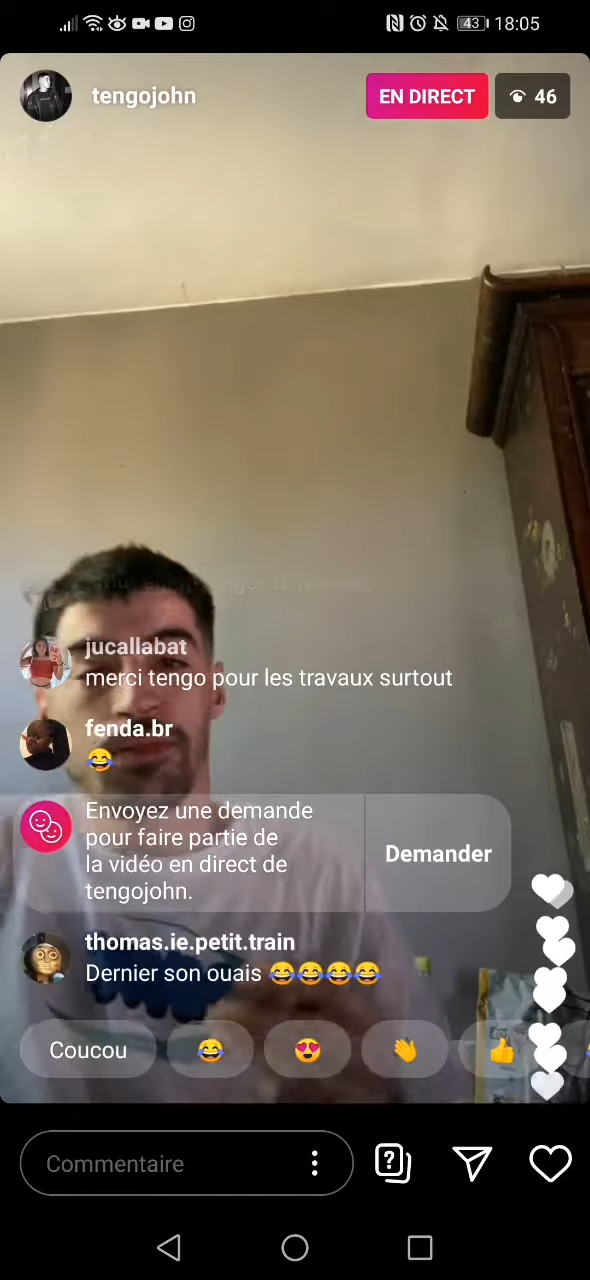 43 18:05
tengojohn
EN DIRECT
46
jucallabat
merci tengo pour les travaux surtout
fenda.br
😂
Envoyez une demande
pour faire partie de
la vidéo en direct de
tengojohn.
Demander
thomas.ie.petit.train
Dernier son ouais 😂😂😂😂
Coucou 😂 😍 👋 👍
Commentaire